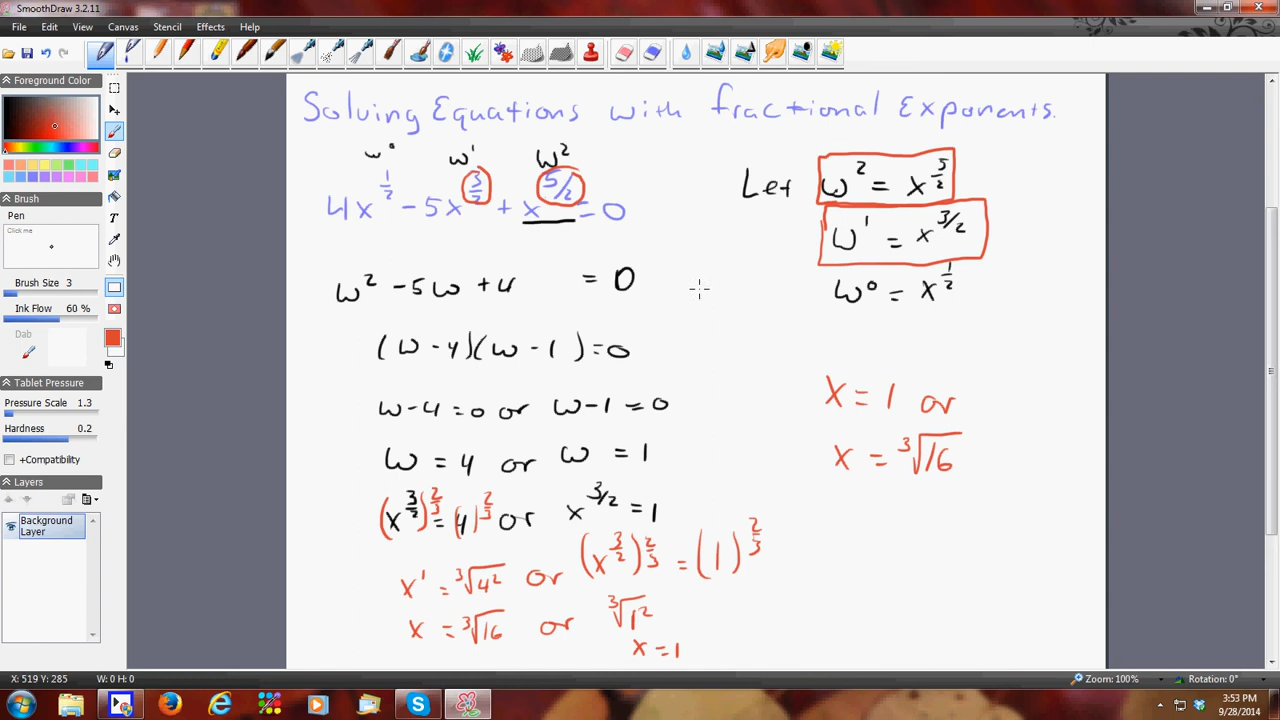 SmoothDraw 3.2.11
File Edit View Canvas Stencil Effects Help
Foreground Color
Brush
Pen
Click me
Brush Size 3
Ink Flow 60 %
Dab
Tablet Pressure
Pressure Scale 1.3
Hardness 0.2
+Compatibility
Layers
Background Layer
Solving Equations with fractional Exponents.
w⁰ w¹ w²
4x^(1/2) - 5x^(3/2) + x^(5/2) = 0
w² - 5w + 4 = 0
(w - 4)(w - 1) = 0
w - 4 = 0 or w - 1 = 0
w = 4 or w = 1
(x^(3/2))^(2/3) = (4)^(2/3) or x^(3/2) = 1
(x^(3/2))^(2/3) = (1)^(2/3)
x¹ = ∛4² or
x = ∛16 or ∛1²
x = 1
Let w² = x^(5/2)
w¹ = x^(3/2)
w⁰ = x^(1/2)
x = 1 or
x = ∛16
X: 519 Y: 285 W: 0 H: 0 Zoom: 100% Rotation: 0°
3:53 PM
9/28/2014